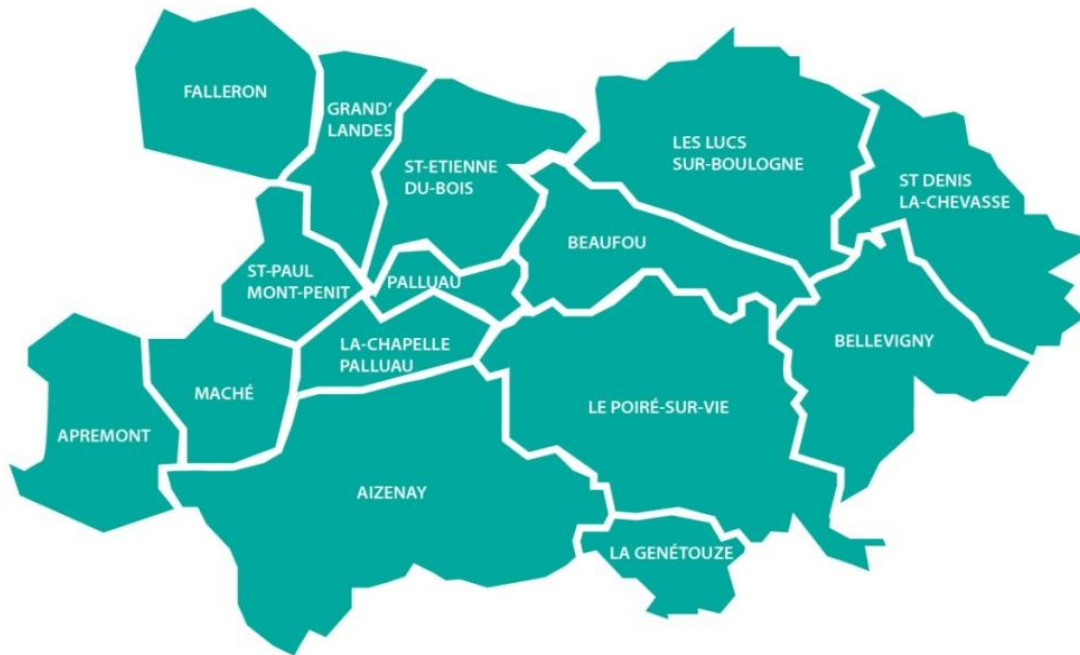 FALLERON
GRAND'
LANDES
ST-ETIENNE
DU-BOIS
LES LUCS
SUR-BOULOGNE
ST DENIS
LA-CHEVASSE
BEAUFOU
ST-PAUL
MONT-PENIT
PALLUAU
BELLEVIGNY
LA-CHAPELLE
PALLUAU
MACHÉ
LE POIRÉ-SUR-VIE
APREMONT
AIZENAY
LA GENÉTOUZE